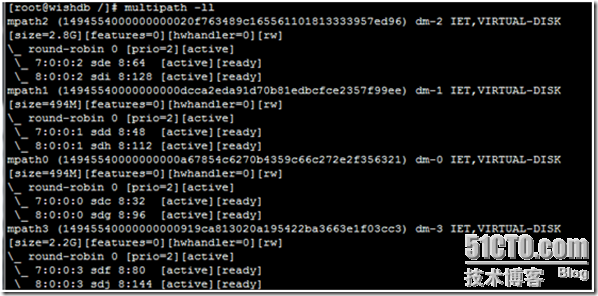 [root@wishdb /]# multipath -ll
mpath2 (1494554000000000020f763489c165561101813333957ed96) dm-2 IET,VIRTUAL-DISK
[size=2.8G][features=0][hwhandler=0][rw]
\_ round-robin 0 [prio=2][active]
 \_ 7:0:0:2 sde 8:64  [active][ready]
 \_ 8:0:0:2 sdi 8:128 [active][ready]
mpath1 (14945540000000000dcca2eda91d70b81edbcfce2357f99ee) dm-1 IET,VIRTUAL-DISK
[size=494M][features=0][hwhandler=0][rw]
\_ round-robin 0 [prio=2][active]
 \_ 7:0:0:1 sdd 8:48  [active][ready]
 \_ 8:0:0:1 sdh 8:112 [active][ready]
mpath0 (14945540000000000a67854c6270b4359c66c272e2f356321) dm-0 IET,VIRTUAL-DISK
[size=494M][features=0][hwhandler=0][rw]
\_ round-robin 0 [prio=2][active]
 \_ 7:0:0:0 sdc 8:32  [active][ready]
 \_ 8:0:0:0 sdg 8:96  [active][ready]
mpath3 (14945540000000000919ca813020a195422ba3663e1f03cc3) dm-3 IET,VIRTUAL-DISK
[size=2.2G][features=0][hwhandler=0][rw]
\_ round-robin 0 [prio=2][active]
 \_ 7:0:0:3 sdf 8:80  [active][ready]
 \_ 8:0:0:3 sdj 8:144 [active][ready]
51CTO.com
技术博客 Blog